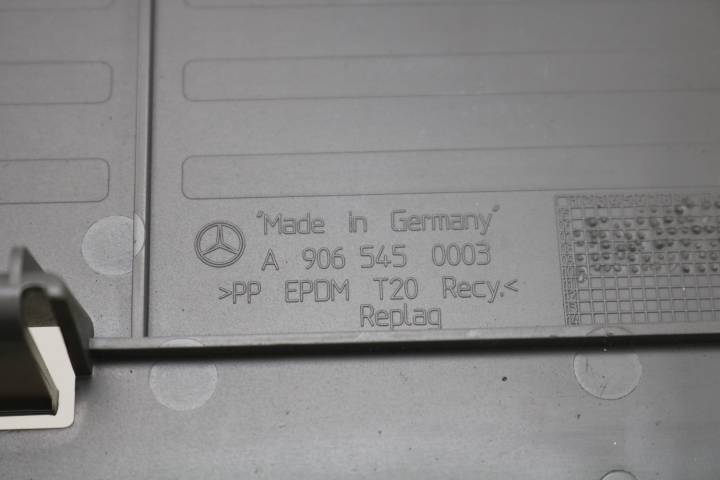 "Made in Germany"
A 906 545 0003
>PP EPDM T20 Recy.<
Replaq